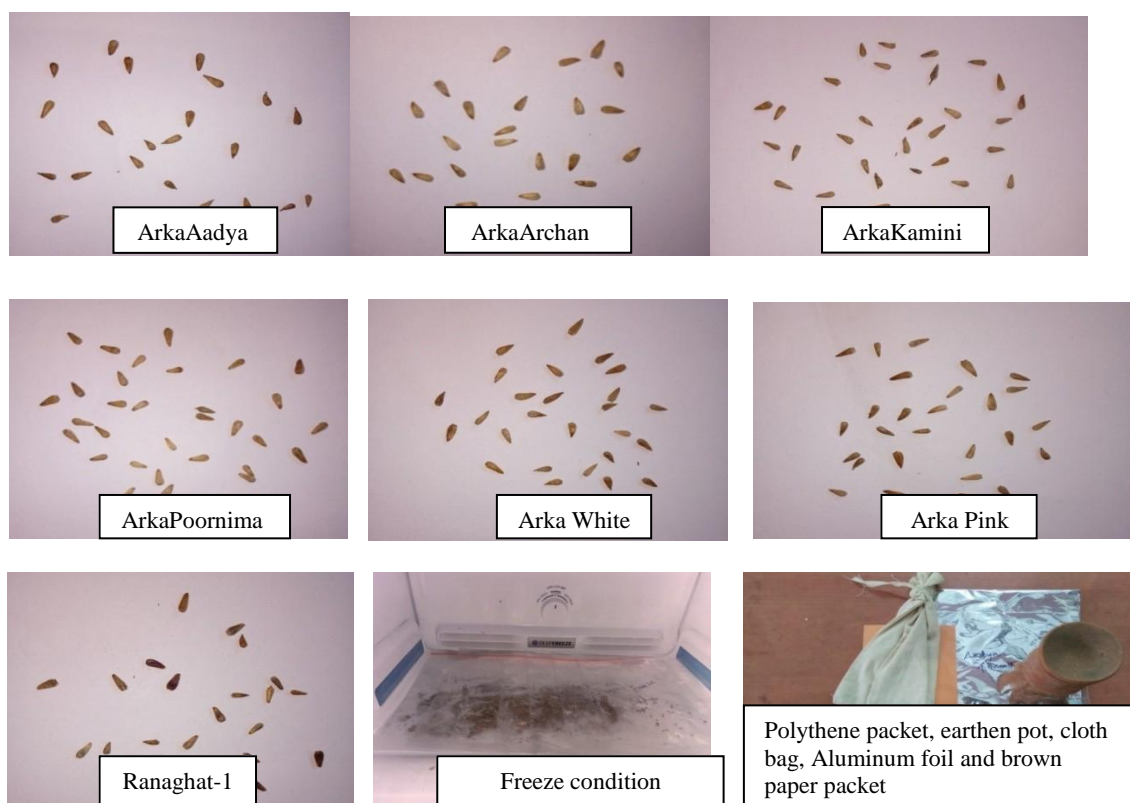 ArkaAadya
ArkaArchan
ArkaKamini
ArkaPoornima
Arka White
Arka Pink
Ranaghat-1
Freeze condition
Polythene packet, earthen pot, cloth
bag, Aluminum foil and brown
paper packet